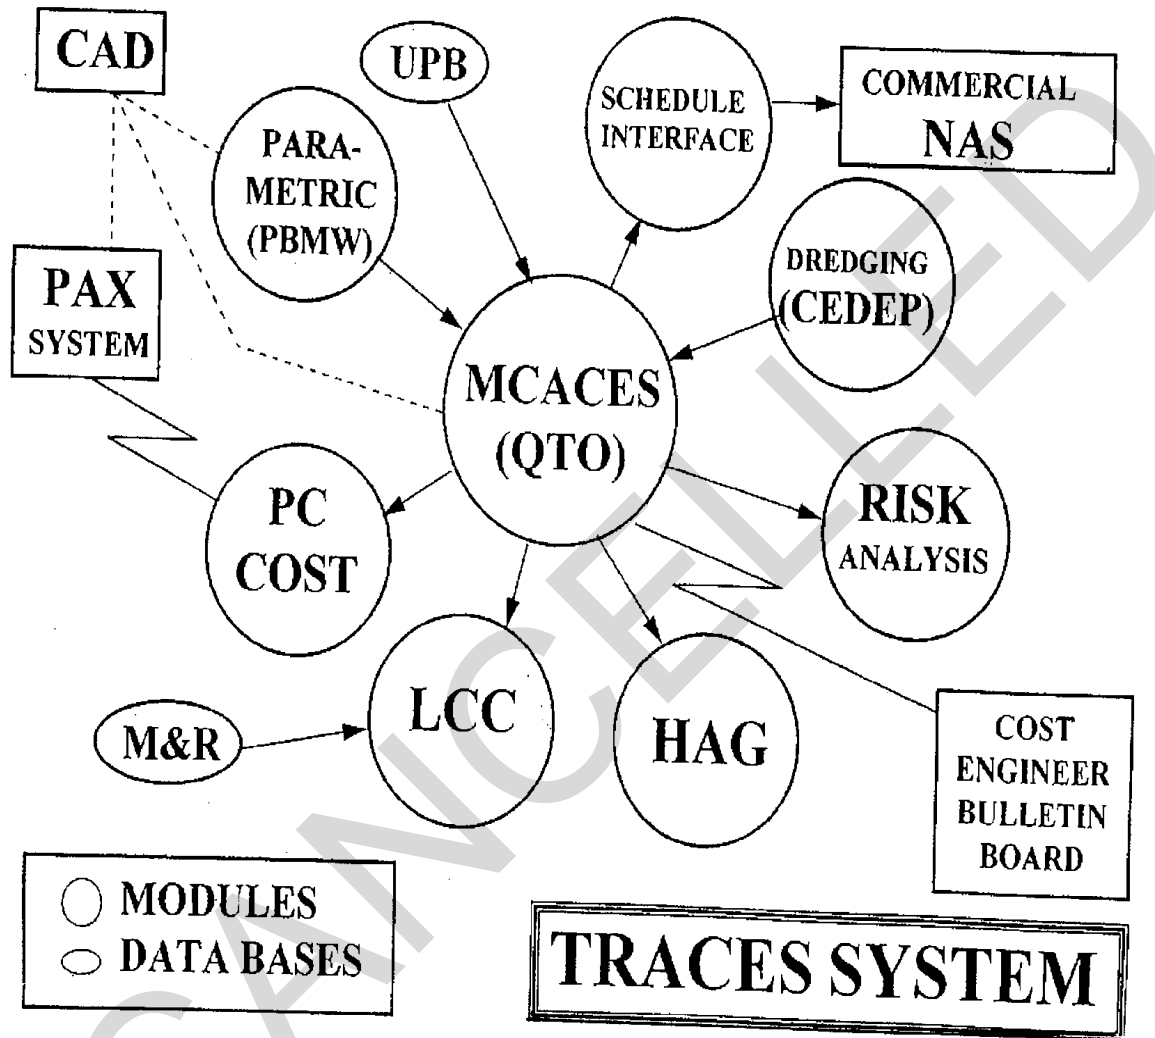 CAD
UPB
SCHEDULE
INTERFACE
COMMERCIAL
NAS
PARA-
METRIC
(PBMW)
DREDGING
(CEDEP)
PAX
SYSTEM
MCACES
(QTO)
PC
COST
RISK
ANALYSIS
LCC
HAG
M&R
COST
ENGINEER
BULLETIN
BOARD
MODULES
DATA BASES
TRACES SYSTEM
CANCELLED